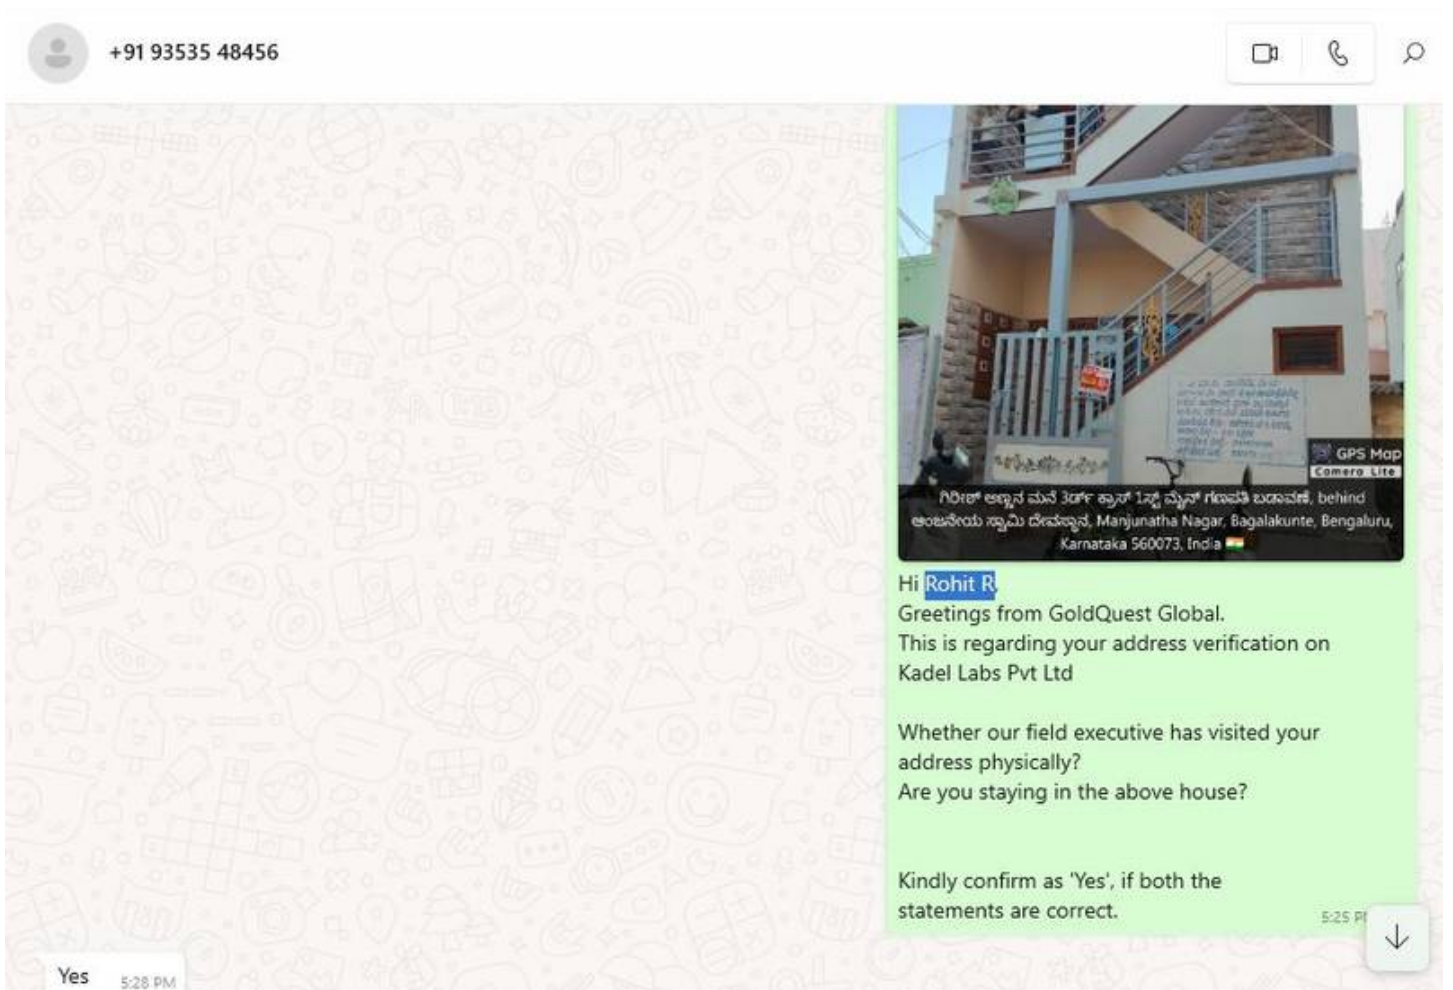 +91 93535 48456
GPS Map
Camera Lite
ಗಿರೀಶ್ ಅಣ್ಣನ ಮನೆ 3ರ್ಡ್ ಕ್ರಾಸ್ 1ಸ್ಟ್ ಮೈನ್ ಗಣಪತಿ ಬಡಾವಣೆ, behind
ಆಂಜನೇಯ ಸ್ವಾಮಿ ದೇವಸ್ಥಾನ, Manjunatha Nagar, Bagalakunte, Bengaluru,
Karnataka 560073, India
Hi Rohit R,
Greetings from GoldQuest Global.
This is regarding your address verification on
Kadel Labs Pvt Ltd
Whether our field executive has visited your
address physically?
Are you staying in the above house?
Kindly confirm as 'Yes', if both the
statements are correct.
5:25
Yes
5:28 PM